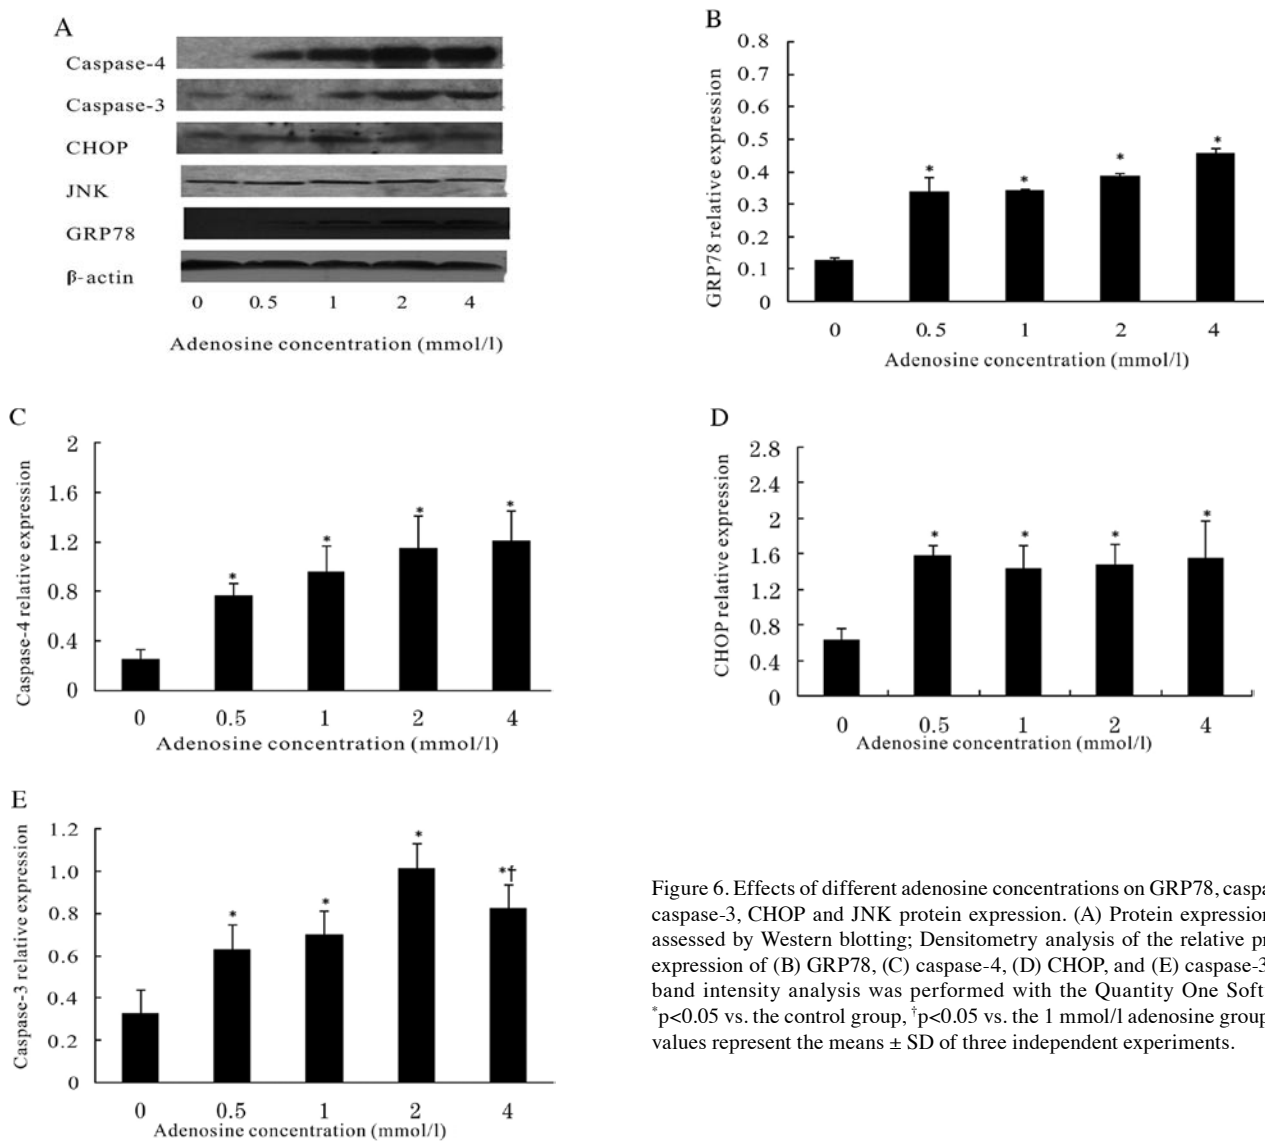 A
Caspase-4
Caspase-3
CHOP
JNK
GRP78
β-actin
0 0.5 1 2 4
Adenosine concentration (mmol/l)
B
GRP78 relative expression
0.8
0.7
0.6
0.5
0.4
0.3
0.2
0.1
0
* * * *
0 0.5 1 2 4
Adenosine concentration (mmol/l)
C
Caspase-4 relative expression
2
1.6
1.2
0.8
0.4
0
* * * *
0 0.5 1 2 4
Adenosine concentration (mmol/l)
D
CHOP relative expression
2.8
2.4
2
1.6
1.2
0.8
0.4
0
* * * *
0 0.5 1 2 4
Adenosine concentration (mmol/l)
E
Caspase-3 relative expression
1.2
1.0
0.8
0.6
0.4
0.2
0
* * * *†
0 0.5 1 2 4
Adenosine concentration (mmol/l)
Figure 6. Effects of different adenosine concentrations on GRP78, caspa
caspase-3, CHOP and JNK protein expression. (A) Protein expression
assessed by Western blotting; Densitometry analysis of the relative pr
expression of (B) GRP78, (C) caspase-4, (D) CHOP, and (E) caspase-3
band intensity analysis was performed with the Quantity One Soft
*p<0.05 vs. the control group, †p<0.05 vs. the 1 mmol/l adenosine group
values represent the means ± SD of three independent experiments.